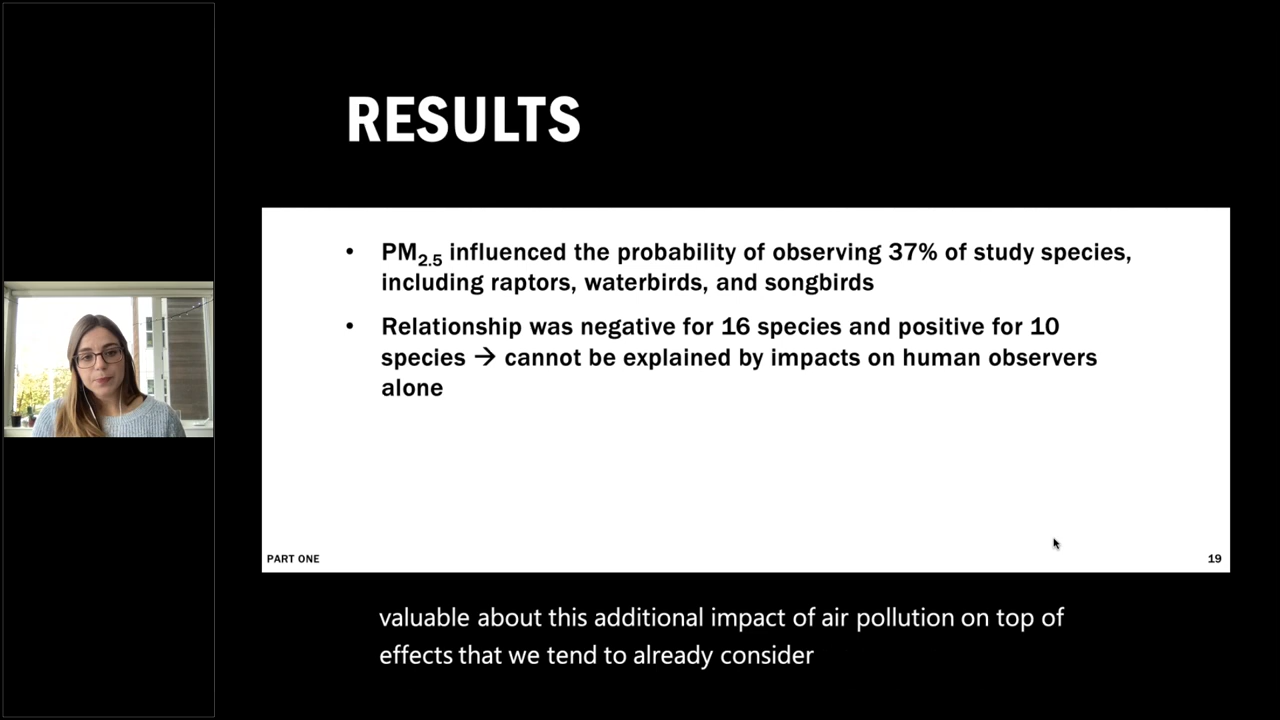 RESULTS
• PM2.5 influenced the probability of observing 37% of study species,
including raptors, waterbirds, and songbirds
• Relationship was negative for 16 species and positive for 10
species → cannot be explained by impacts on human observers
alone
PART ONE
19
valuable about this additional impact of air pollution on top of
effects that we tend to already consider